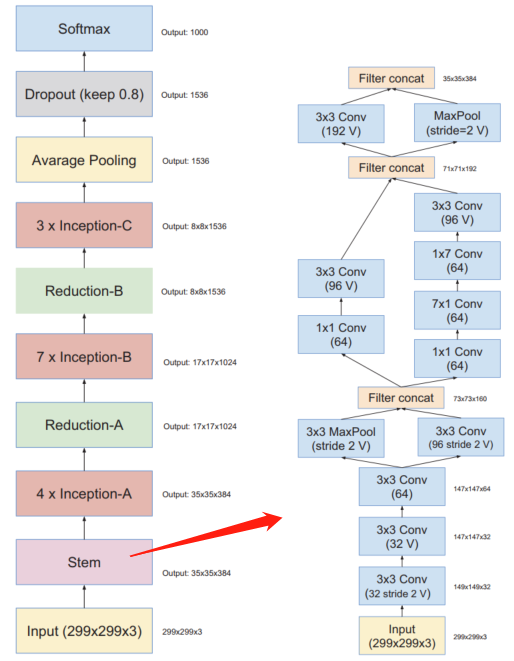 Softmax
Output: 1000
Dropout (keep 0.8)
Output: 1536
Avarage Pooling
Output: 1536
3 x Inception-C
Output: 8x8x1536
Reduction-B
Output: 8x8x1536
7 x Inception-B
Output: 17x17x1024
Reduction-A
Output: 17x17x1024
4 x Inception-A
Output: 35x35x384
Stem
Output: 35x35x384
Input (299x299x3)
299x299x3
Filter concat
35x35x384
3x3 Conv
(192 V)
MaxPool
(stride=2 V)
Filter concat
71x71x192
3x3 Conv
(96 V)
1x7 Conv
(64)
3x3 Conv
(96 V)
7x1 Conv
(64)
1x1 Conv
(64)
1x1 Conv
(64)
Filter concat
73x73x160
3x3 MaxPool
(stride 2 V)
3x3 Conv
(96 stride 2 V)
3x3 Conv
(64)
147x147x64
3x3 Conv
(32 V)
147x147x32
3x3 Conv
(32 stride 2 V)
149x149x32
Input
(299x299x3)
299x299x3